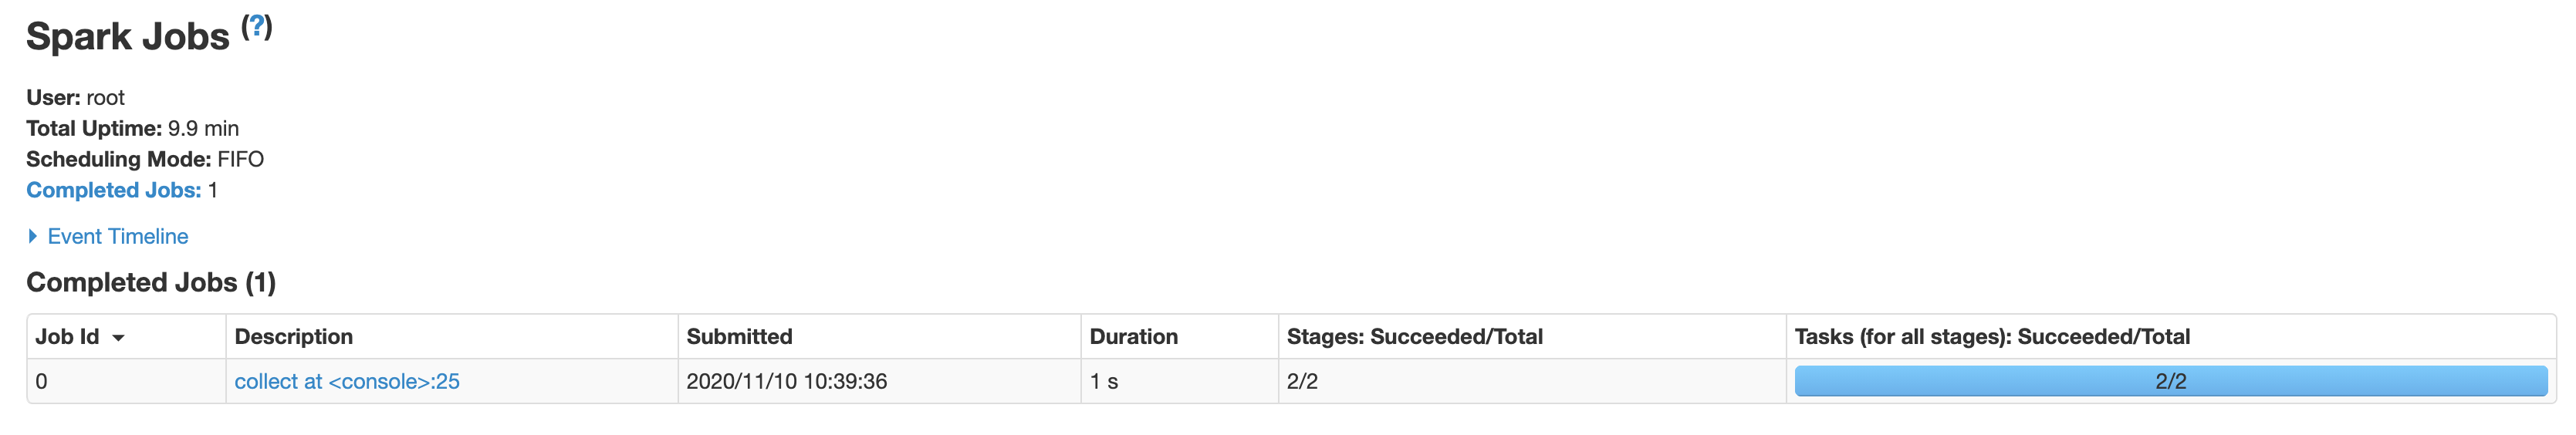 Spark Jobs (?)
User: root
Total Uptime: 9.9 min
Scheduling Mode: FIFO
Completed Jobs: 1
Event Timeline
Completed Jobs (1)
Job Id Description Submitted Duration Stages: Succeeded/Total Tasks (for all stages): Succeeded/Total
0 collect at <console>:25 2020/11/10 10:39:36 1 s 2/2 2/2